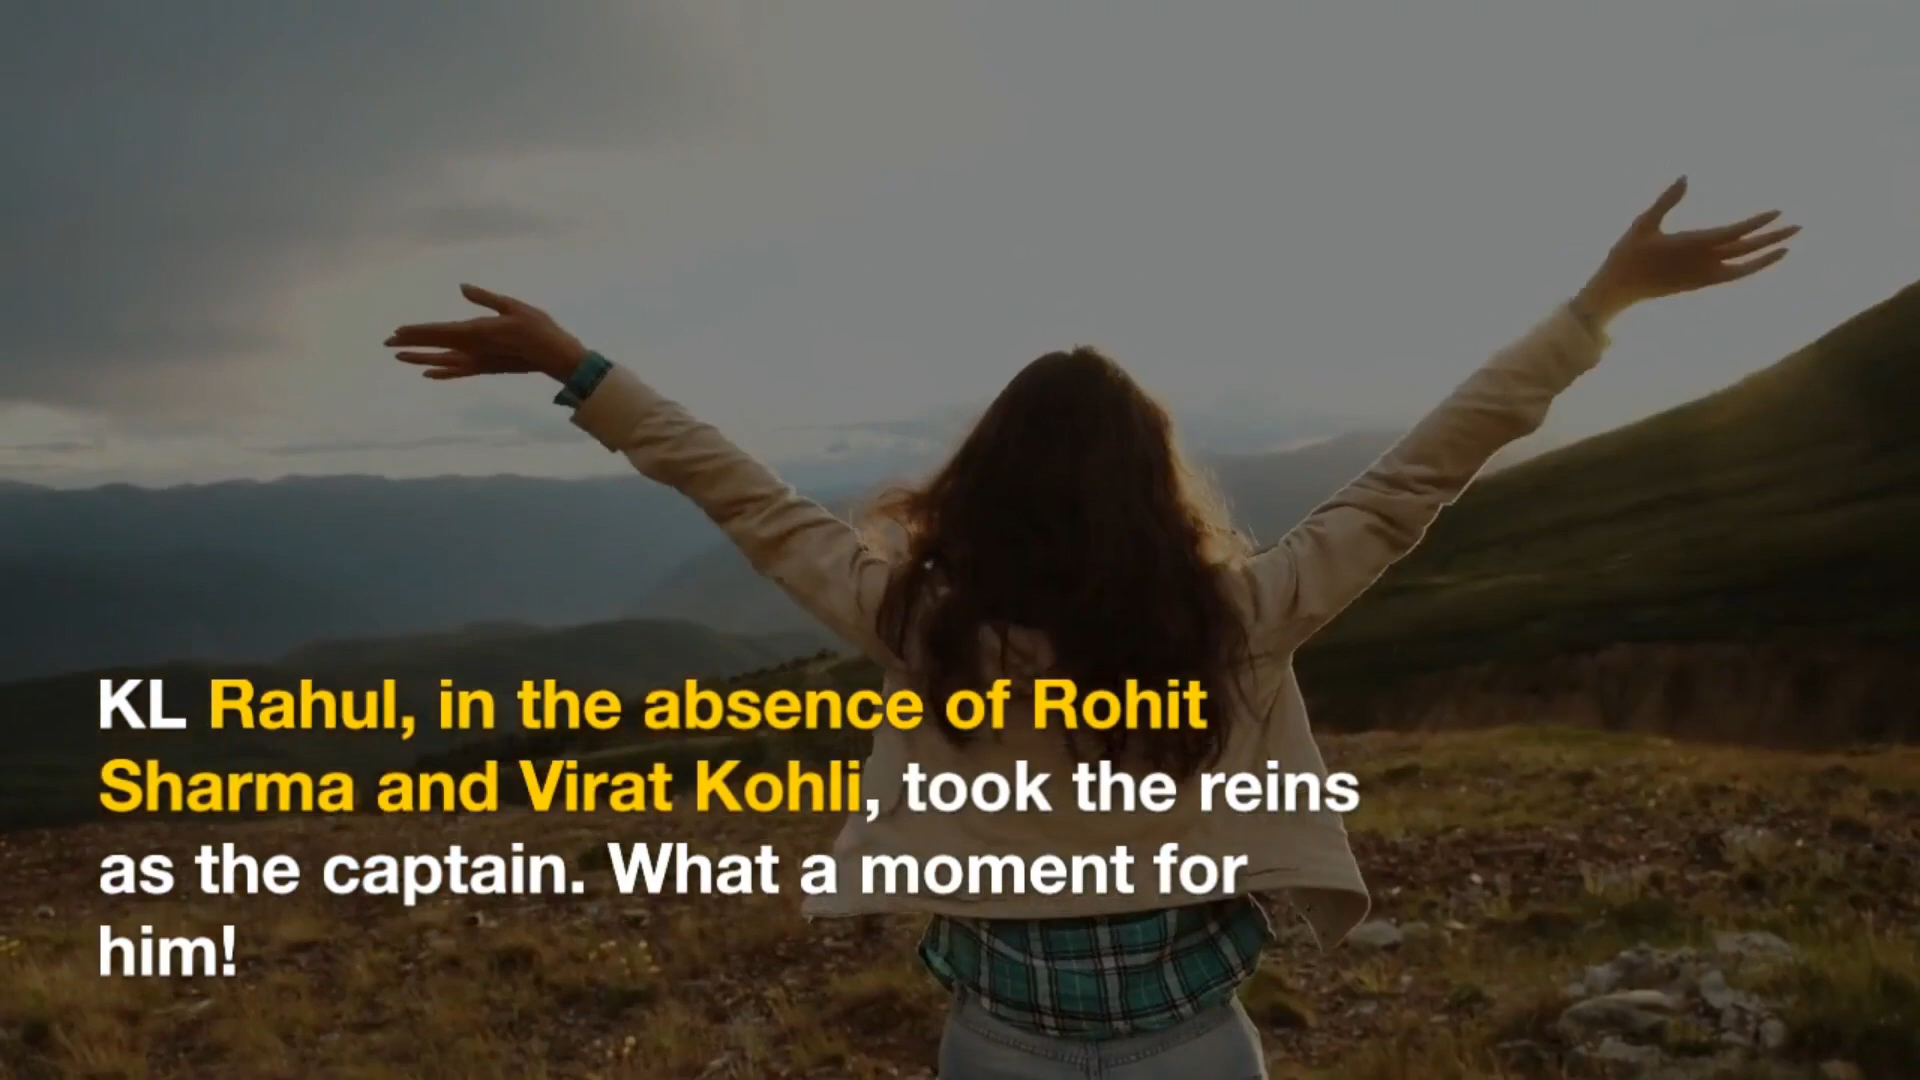 KL Rahul, in the absence of Rohit
Sharma and Virat Kohli, took the reins
as the captain. What a moment for
him!